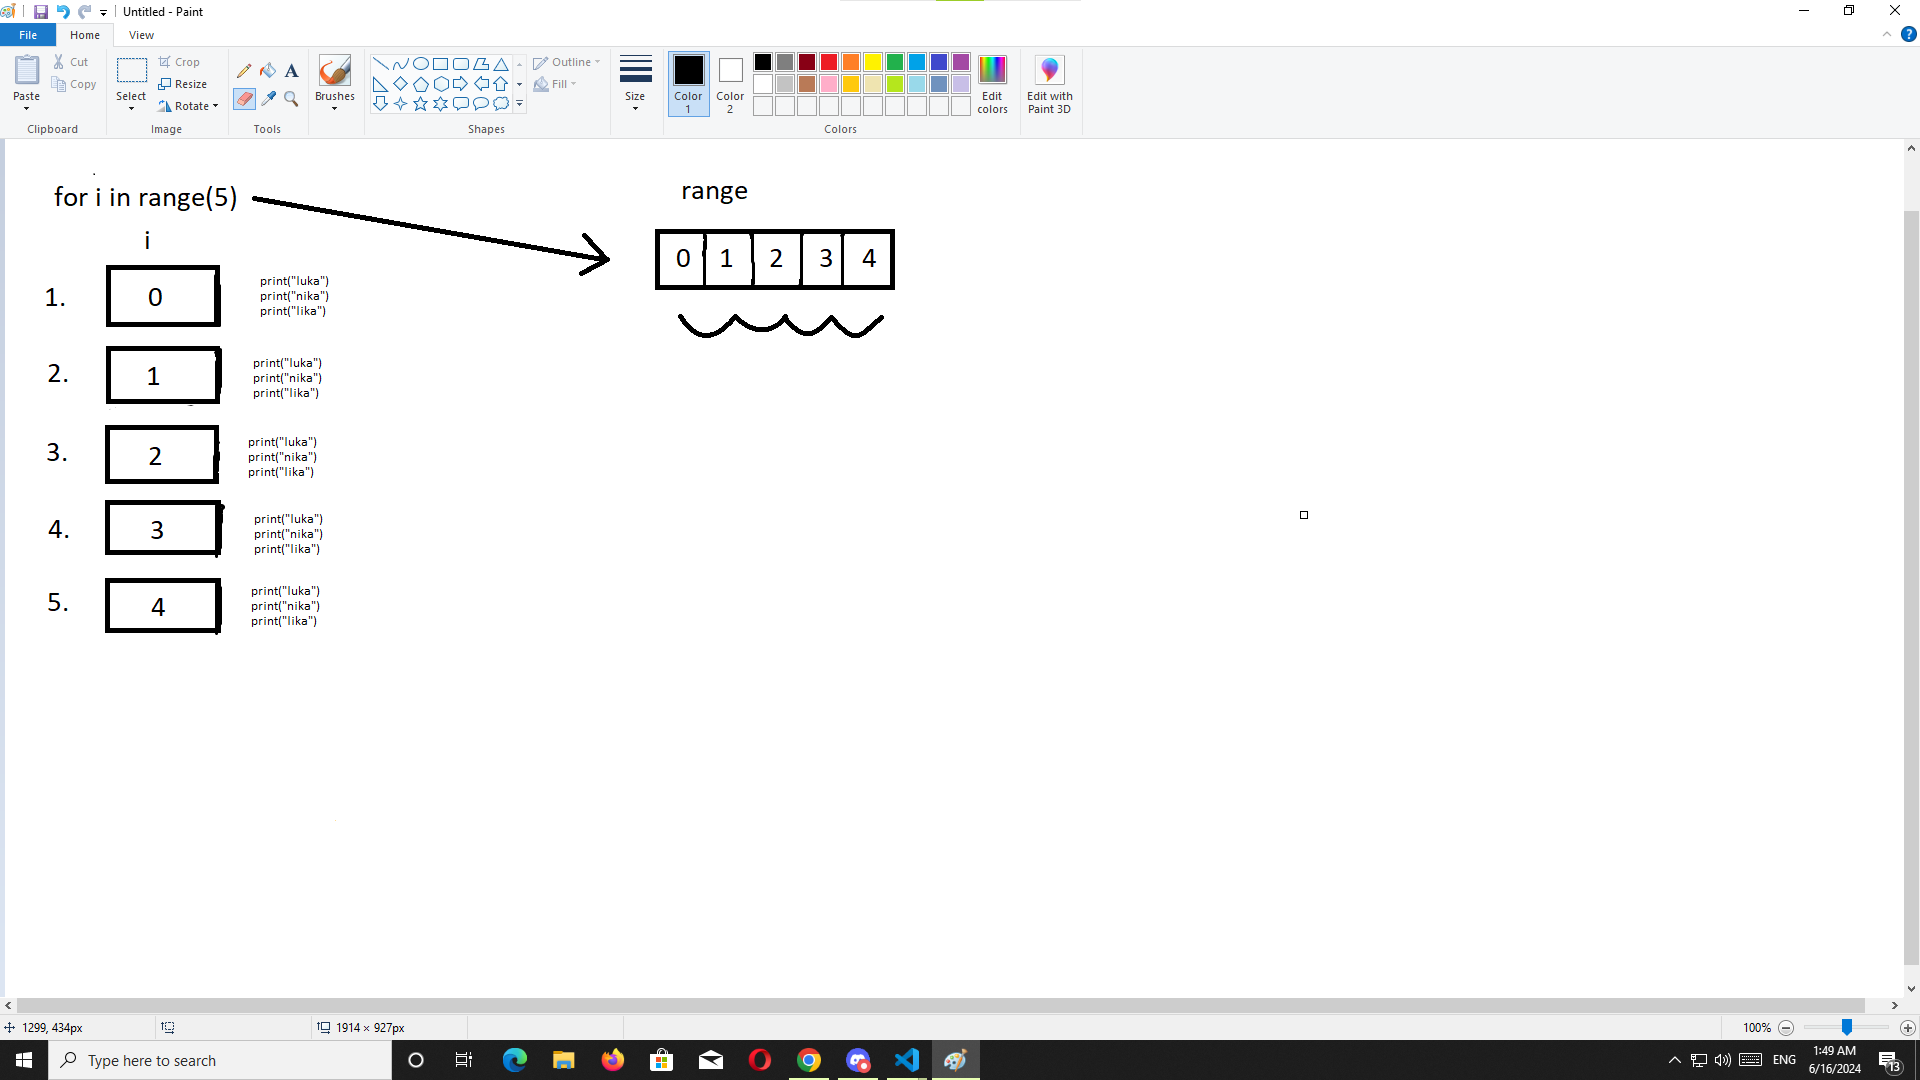 Untitled - Paint
File
Home
View
Paste
Cut
Copy
Clipboard
Select
Crop
Resize
Rotate
Image
A
Tools
Brushes
Shapes
Outline
Fill
Size
Color 1
Color 2
Edit colors
Edit with Paint 3D
Colors
?
for i in range(5)
range
i
0 1 2 3 4
1. 0
print("luka")
print("nika")
print("lika")
2. 1
print("luka")
print("nika")
print("lika")
3. 2
print("luka")
print("nika")
print("lika")
4. 3
print("luka")
print("nika")
print("lika")
5. 4
print("luka")
print("nika")
print("lika")
1299, 434px
1914 × 927px
100%
Type here to search
ENG
1:49 AM
6/16/2024
13